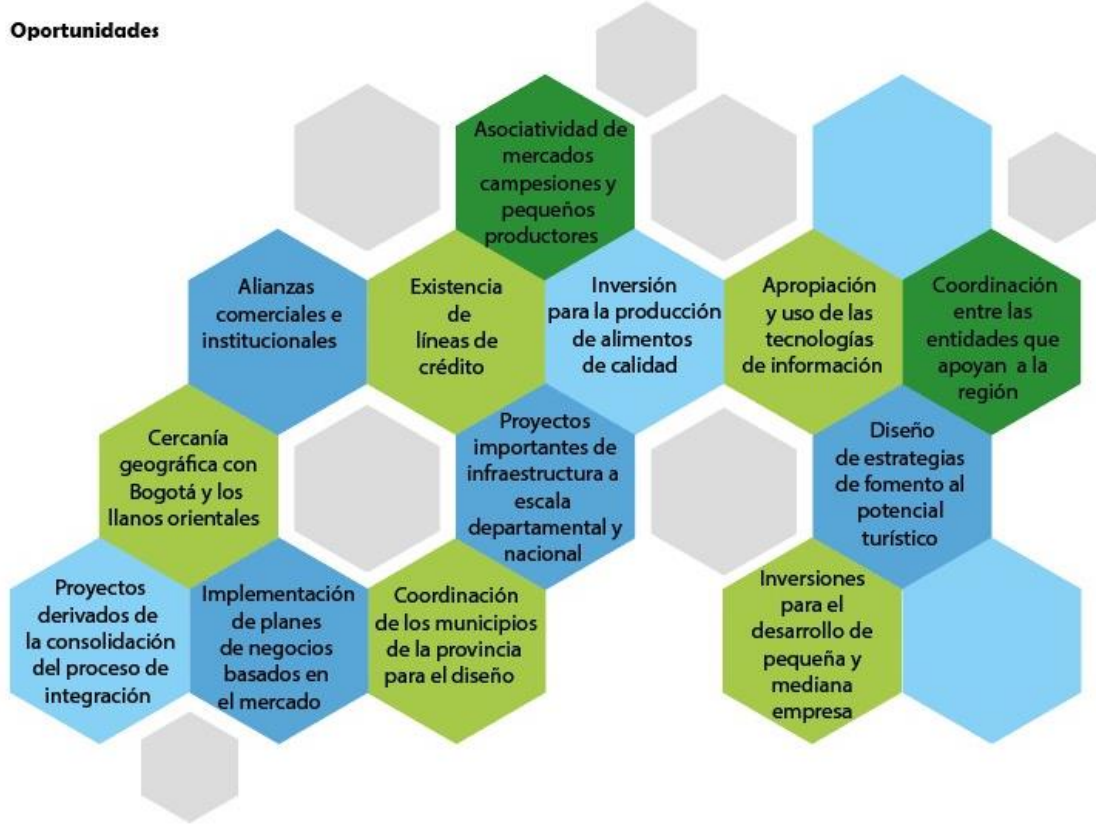 Oportunidades
Asociatividad de
mercados
campesiones y
pequeños
productores
Alianzas
comerciales e
institucionales
Existencia
de
líneas de
crédito
Inversión
para la producción
de alimentos
de calidad
Apropiación
y uso de las
tecnologías
de información
Coordinación
entre las
entidades que
apoyan a la
región
Cercanía
geográfica con
Bogotá y los
llanos orientales
Proyectos
importantes de
infraestructura a
escala
departamental y
nacional
Diseño
de estrategias
de fomento al
potencial
turístico
Proyectos
derivados de
la consolidación
del proceso de
integración
Implementación
de planes
de negocios
basados en
el mercado
Coordinación
de los municipios
de la provincia
para el diseño
Inversiones
para el
desarrollo de
pequeña y
mediana
empresa